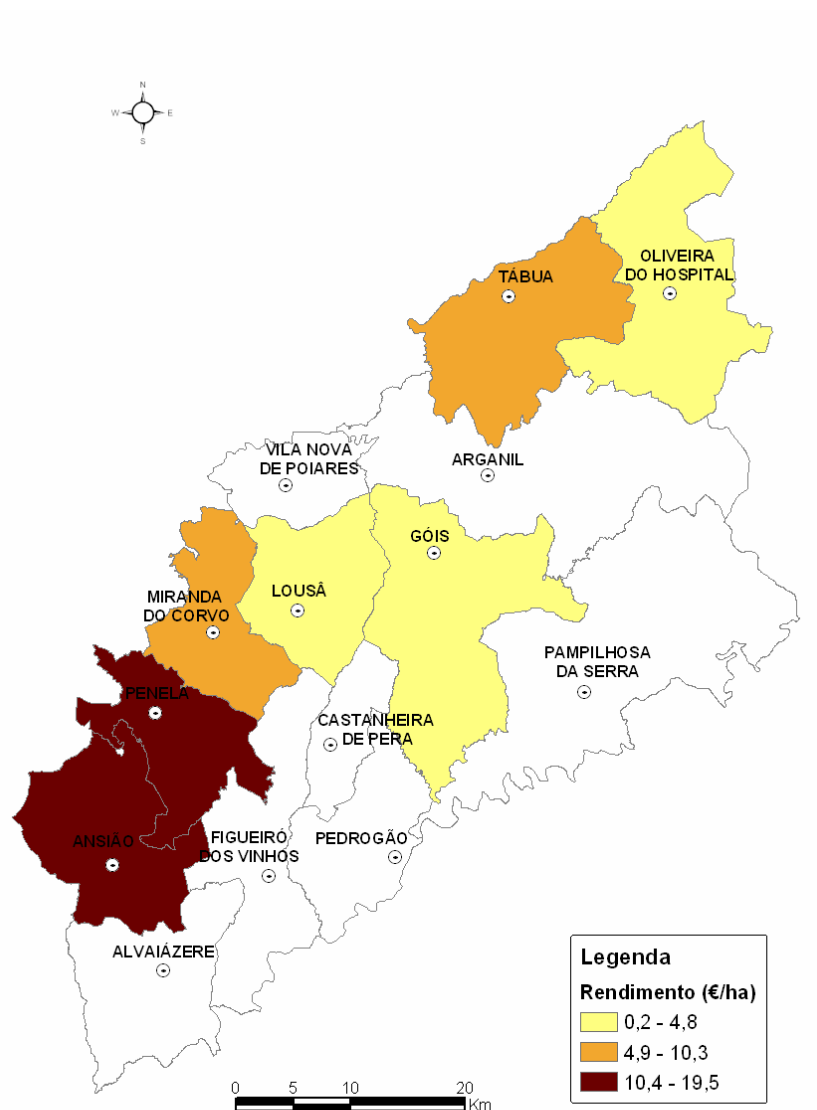 N
W E
S
OLIVEIRA
DO HOSPITAL
TÁBUA
VILA NOVA
DE POIARES
ARGANIL
GÓIS
MIRANDA
DO CORVO
LOUSÂ
PAMPILHOSA
DA SERRA
PENELA
CASTANHEIRA
DE PERA
ANSIÃO
FIGUEIRÓ
DOS VINHOS
PEDROGÃO
ALVAIÁZERE
Legenda
Rendimento (€/ha)
0,2 - 4,8
4,9 - 10,3
10,4 - 19,5
0 5 10 20
Km